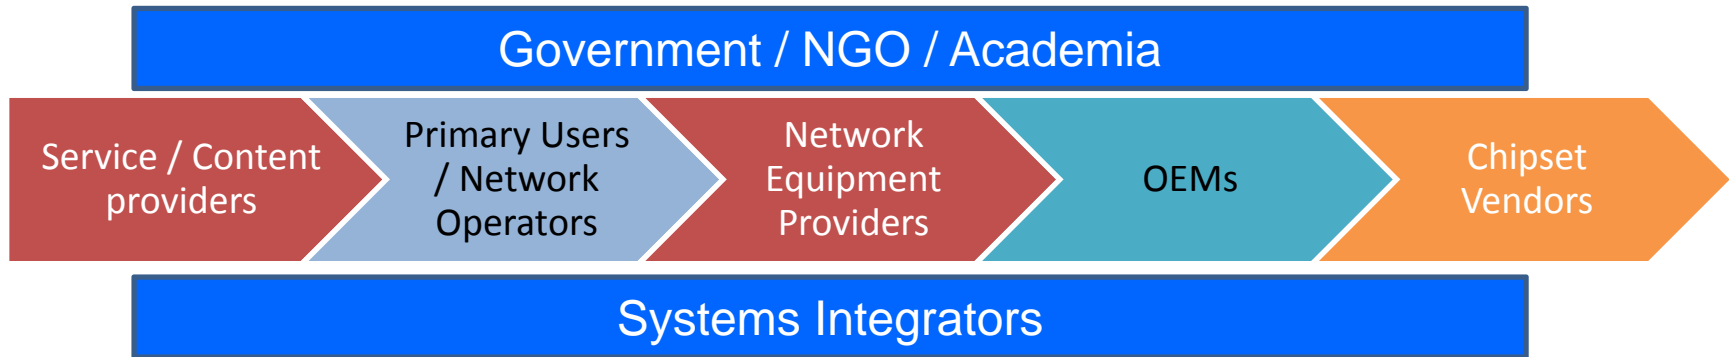 Government / NGO / Academia
Service / Content
providers
Primary Users
/ Network
Operators
Network
Equipment
Providers
OEMs
Chipset
Vendors
Systems Integrators